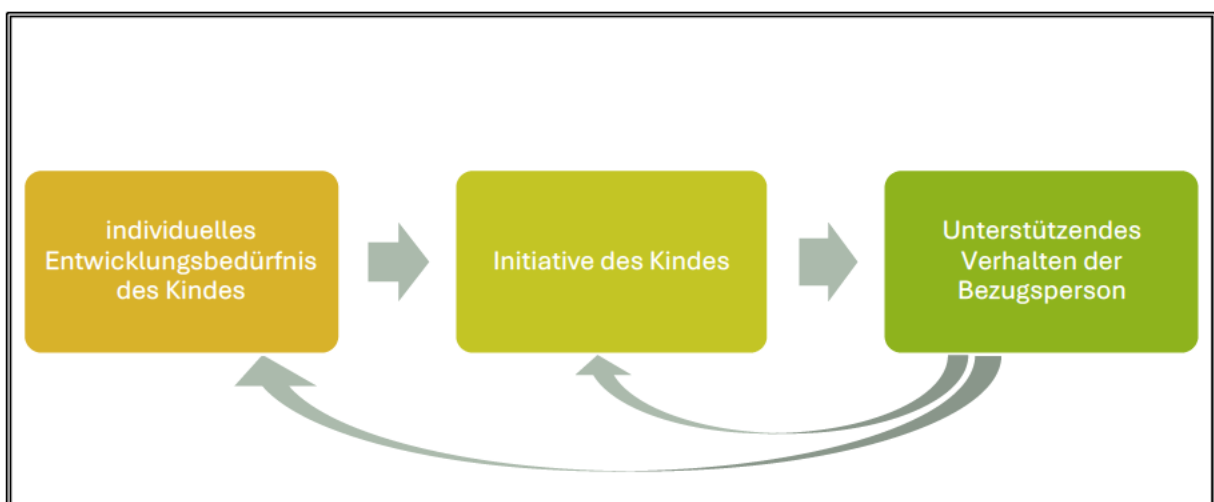 individuelles
Entwicklungsbedürfnis
des Kindes
Initiative des Kindes
Unterstützendes
Verhalten der
Bezugsperson